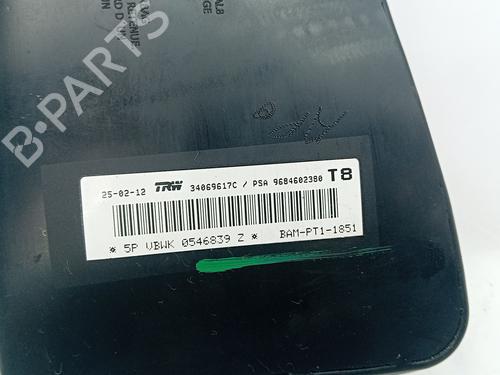 B-PARTS
25-02-12 TRW 34069617C / PSA 9684602380 T8
* 5P VBWK 0546839 Z * BAM-PT1-1851